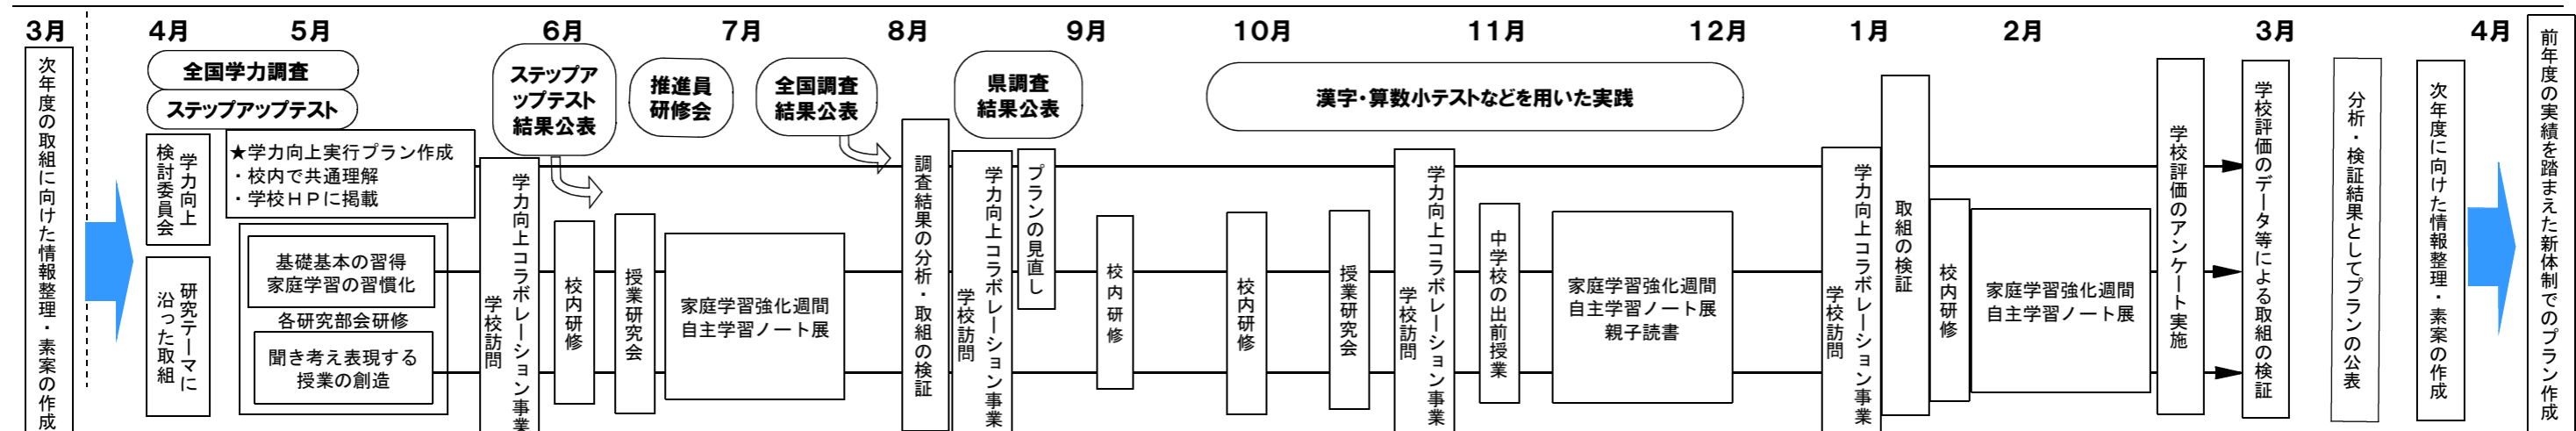 3月
4月
5月
6月
7月
8月
9月
10月
11月
12月
1月
2月
3月
4月
次年度の取組に向けた情報整理・素案の作成
全国学力調査
ステップアップテスト
学力向上
検討委員会
★学力向上実行プラン作成
・校内で共通理解
・学校ＨＰに掲載
研究テーマに
沿った取組
基礎基本の習得
家庭学習の習慣化
各研究部会研修
聞き考え表現する
授業の創造
学力向上コラボレーション事業
学校訪問
ステップア
ップテスト
結果公表
校内研修
推進員
研修会
授業研究会
家庭学習強化週間
自主学習ノート展
全国調査
結果公表
調査結果の分析・取組の検証
県調査
結果公表
学力向上コラボレーション事業
学校訪問
プランの見直し
校内研修
漢字・算数小テストなどを用いた実践
校内研修
授業研究会
学力向上コラボレーション事業
学校訪問
中学校の出前授業
家庭学習強化週間
自主学習ノート展
親子読書
学力向上コラボレーション事業
学校訪問
取組の検証
校内研修
家庭学習強化週間
自主学習ノート展
学校評価のアンケート実施
学校評価のデータ等による取組の検証
分析・検証結果としてプランの公表
次年度に向けた情報整理・素案の作成
前年度の実績を踏まえた新体制でのプラン作成